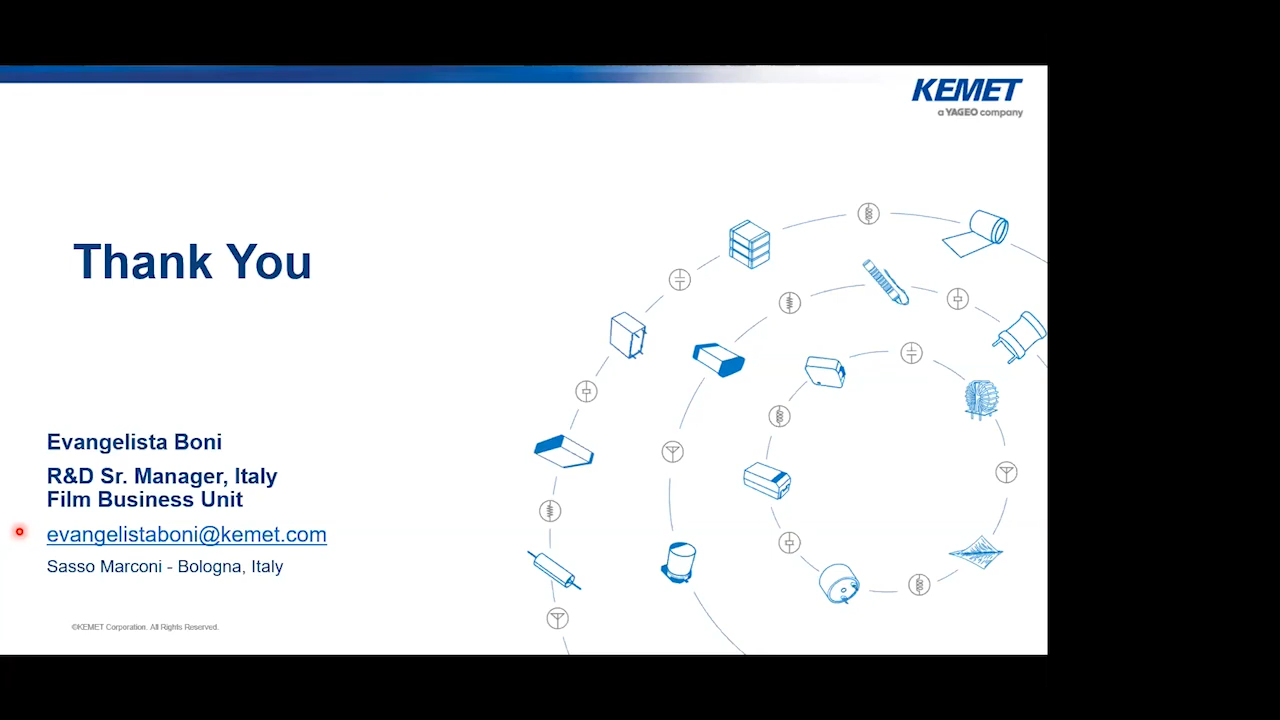 KEMET
a YAGEO company
Thank You
Evangelista Boni
R&D Sr. Manager, Italy
Film Business Unit
evangelistaboni@kemet.com
Sasso Marconi - Bologna, Italy
©KEMET Corporation. All Rights Reserved.